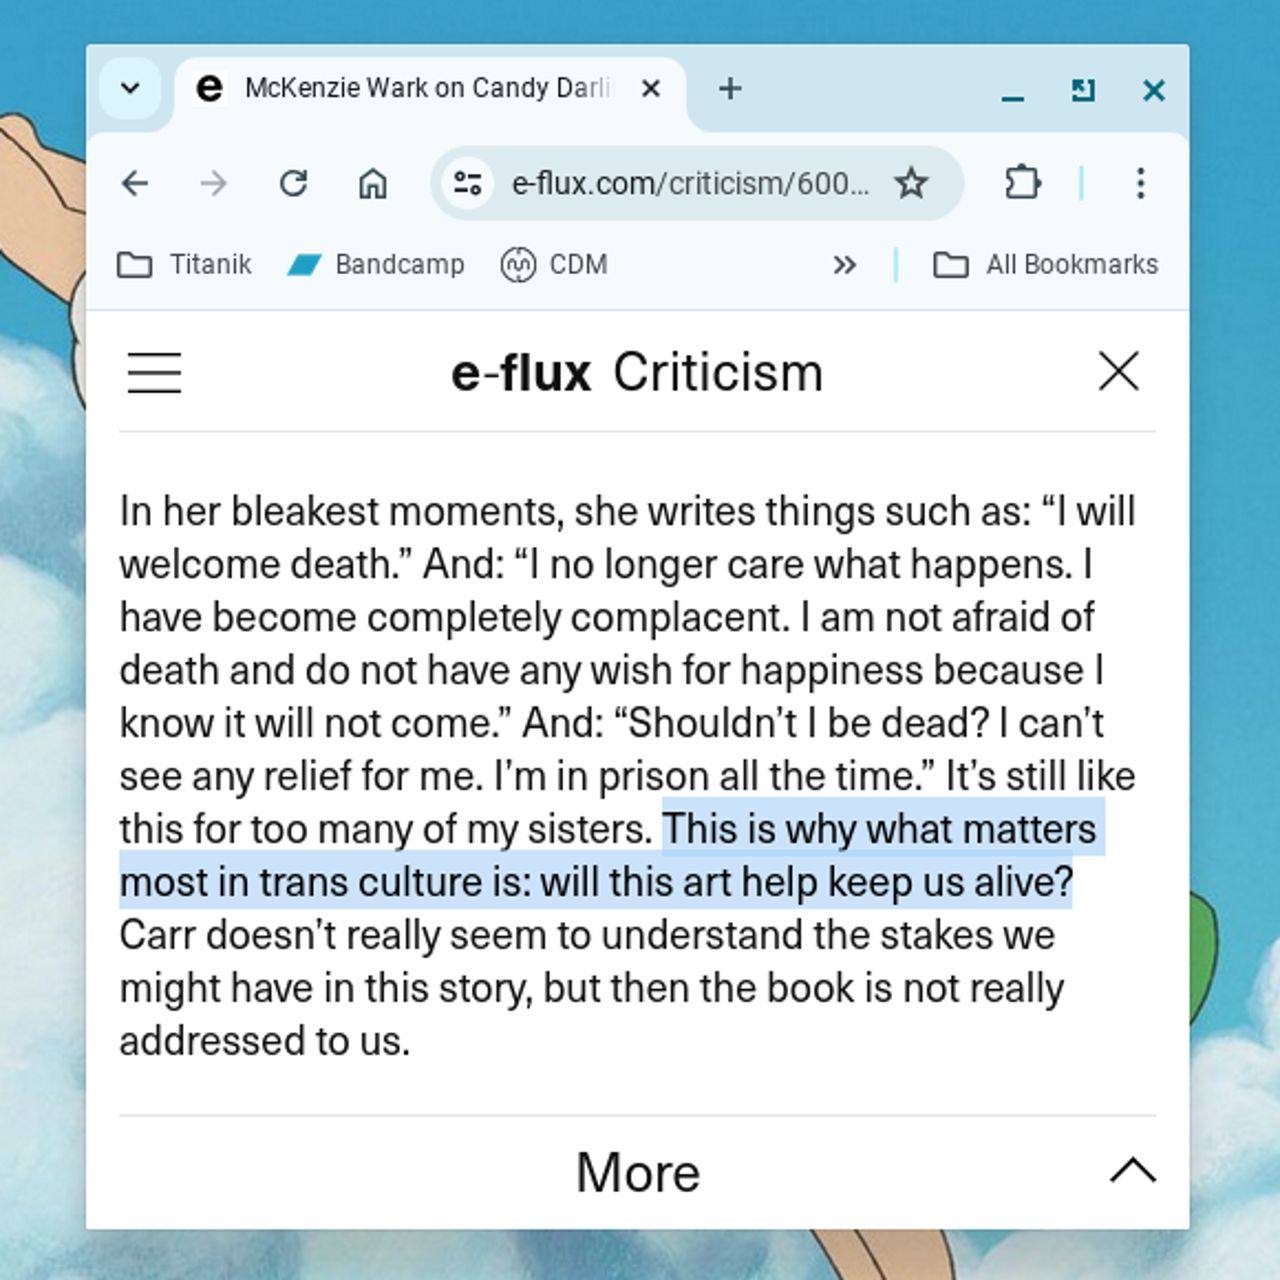 e McKenzie Wark on Candy Darli
e-flux.com/criticism/600...
Titanik Bandcamp CDM All Bookmarks
e-flux Criticism
In her bleakest moments, she writes things such as: “I will
welcome death.” And: “I no longer care what happens. I
have become completely complacent. I am not afraid of
death and do not have any wish for happiness because I
know it will not come.” And: “Shouldn’t I be dead? I can’t
see any relief for me. I’m in prison all the time.” It’s still like
this for too many of my sisters. This is why what matters
most in trans culture is: will this art help keep us alive?
Carr doesn’t really seem to understand the stakes we
might have in this story, but then the book is not really
addressed to us.
More